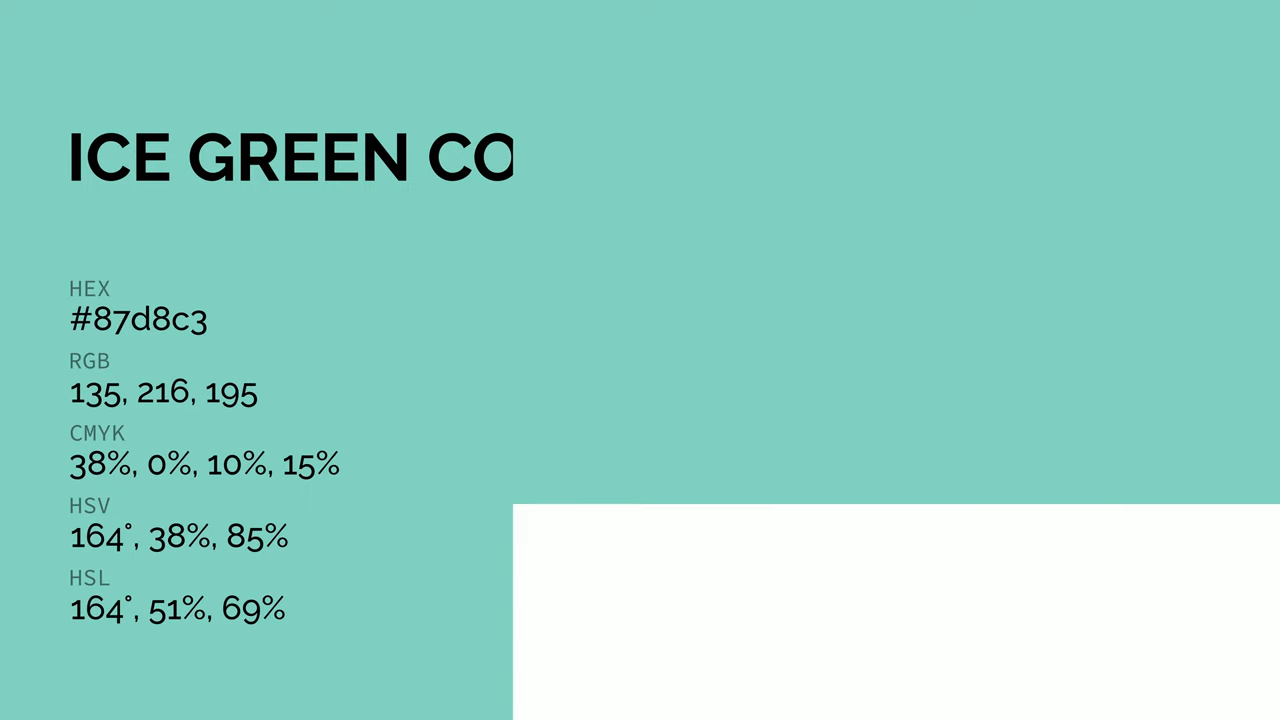 ICE GREEN CO
HEX
#87d8c3
RGB
135, 216, 195
CMYK
38%, 0%, 10%, 15%
HSV
164°, 38%, 85%
HSL
164°, 51%, 69%